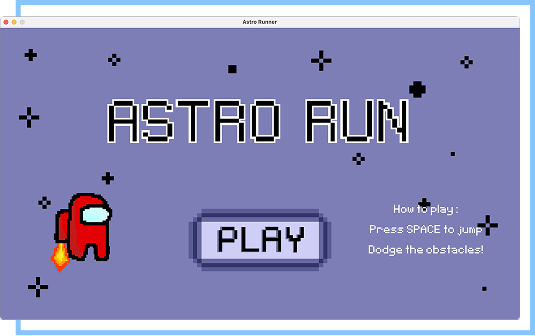 Astro Runner
ASTRO RUN
PLAY
How to play :
Press SPACE to jump
Dodge the obstacles!